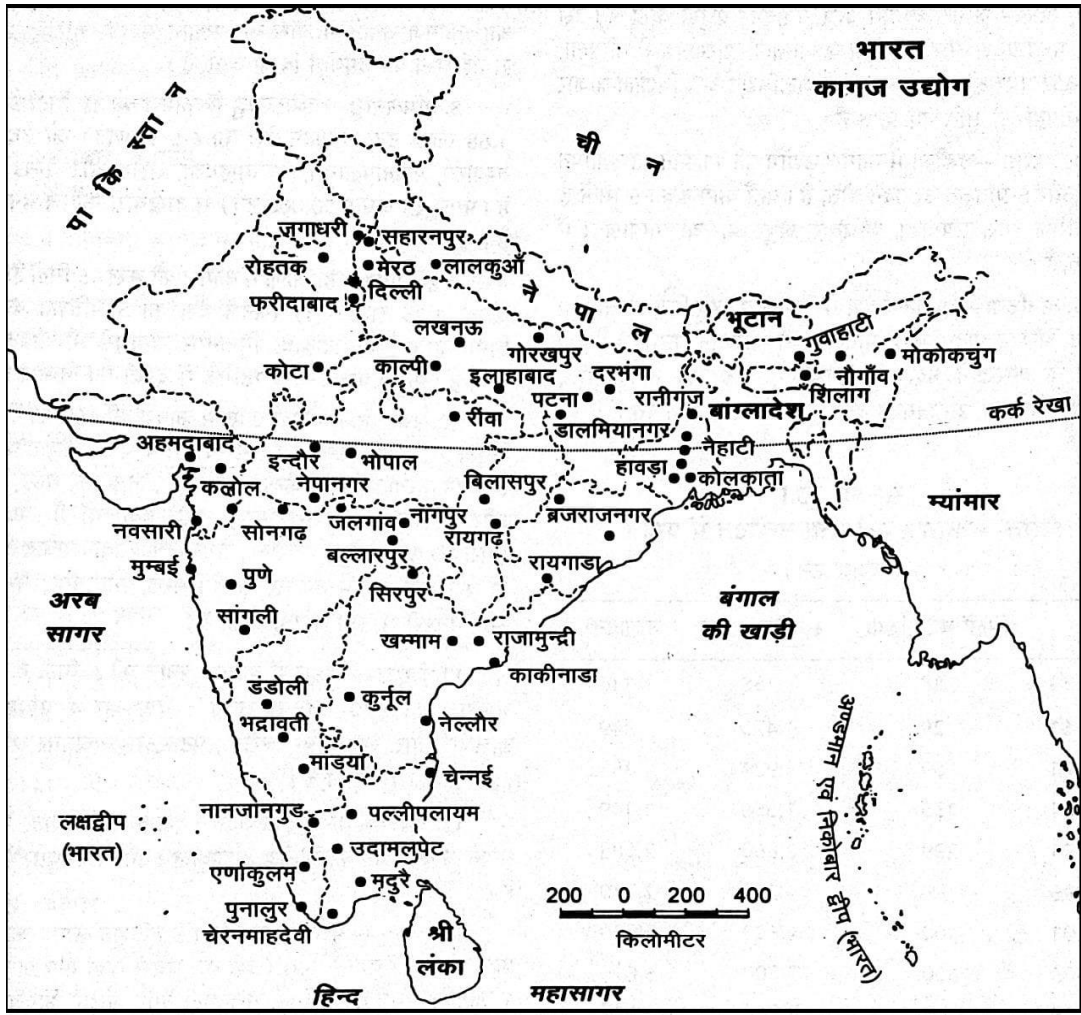 भारत
कागज उद्योग
पाकिस्तान
चीन
जगाधरी
सहारनपुर
रोहतक
मेरठ
लालकुआँ
दिल्ली
फरीदाबाद
नेपाल
लखनऊ
गोरखपुर
भूटान
गुवाहाटी
मोकोकचुंग
कोटा
काल्पी
इलाहाबाद
दरभंगा
नौगाँव
पटना
रानीगंज
शिलांग
रींवा
बांग्लादेश
कर्क रेखा
डालमियानगर
अहमदाबाद
नैहाटी
इन्दौर
भोपाल
हावड़ा
कोलकाता
कलोल
नेपानगर
बिलासपुर
म्यांमार
नवसारी
सोनगढ़
जलगांव
नागपुर
ब्रजराजनगर
रायगढ़
मुम्बई
बल्लारपुर
पुणे
सिरपुर
रायगाडा
अरब
सागर
बंगाल
की खाड़ी
सांगली
खम्माम
राजामुन्द्री
काकीनाडा
डडोली
कुर्नूल
भद्रावती
नेल्लौर
मांड्या
चेन्नई
अण्डमान एवं निकोबार द्वीप (भारत)
नानजानगुड
पल्लीपलायम
लक्षद्वीप
(भारत)
उदामलपेट
एर्णाकुलम
मदुरै
पुनालुर
चेरनमाहदेवी
200 0 200 400
किलोमीटर
श्री
लंका
हिन्द महासागर